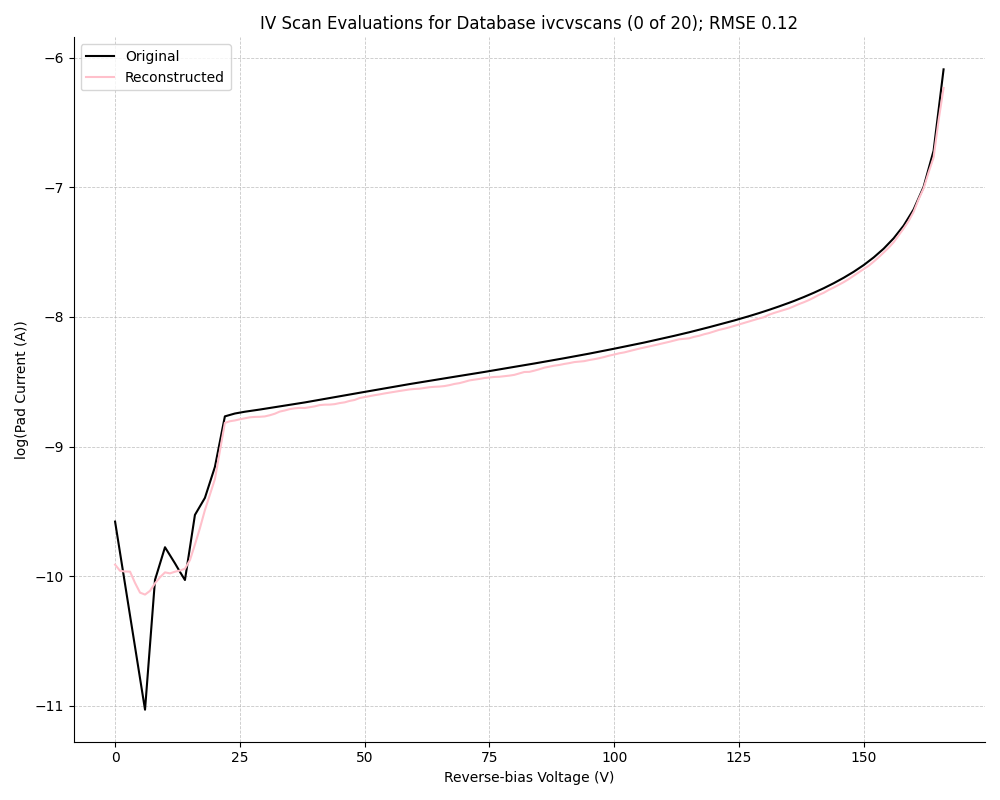 IV Scan Evaluations for Database ivcvscans (0 of 20); RMSE 0.12
Original
Reconstructed
−6
−7
−8
−9
−10
−11
log(Pad Current (A))
0 25 50 75 100 125 150
Reverse-bias Voltage (V)